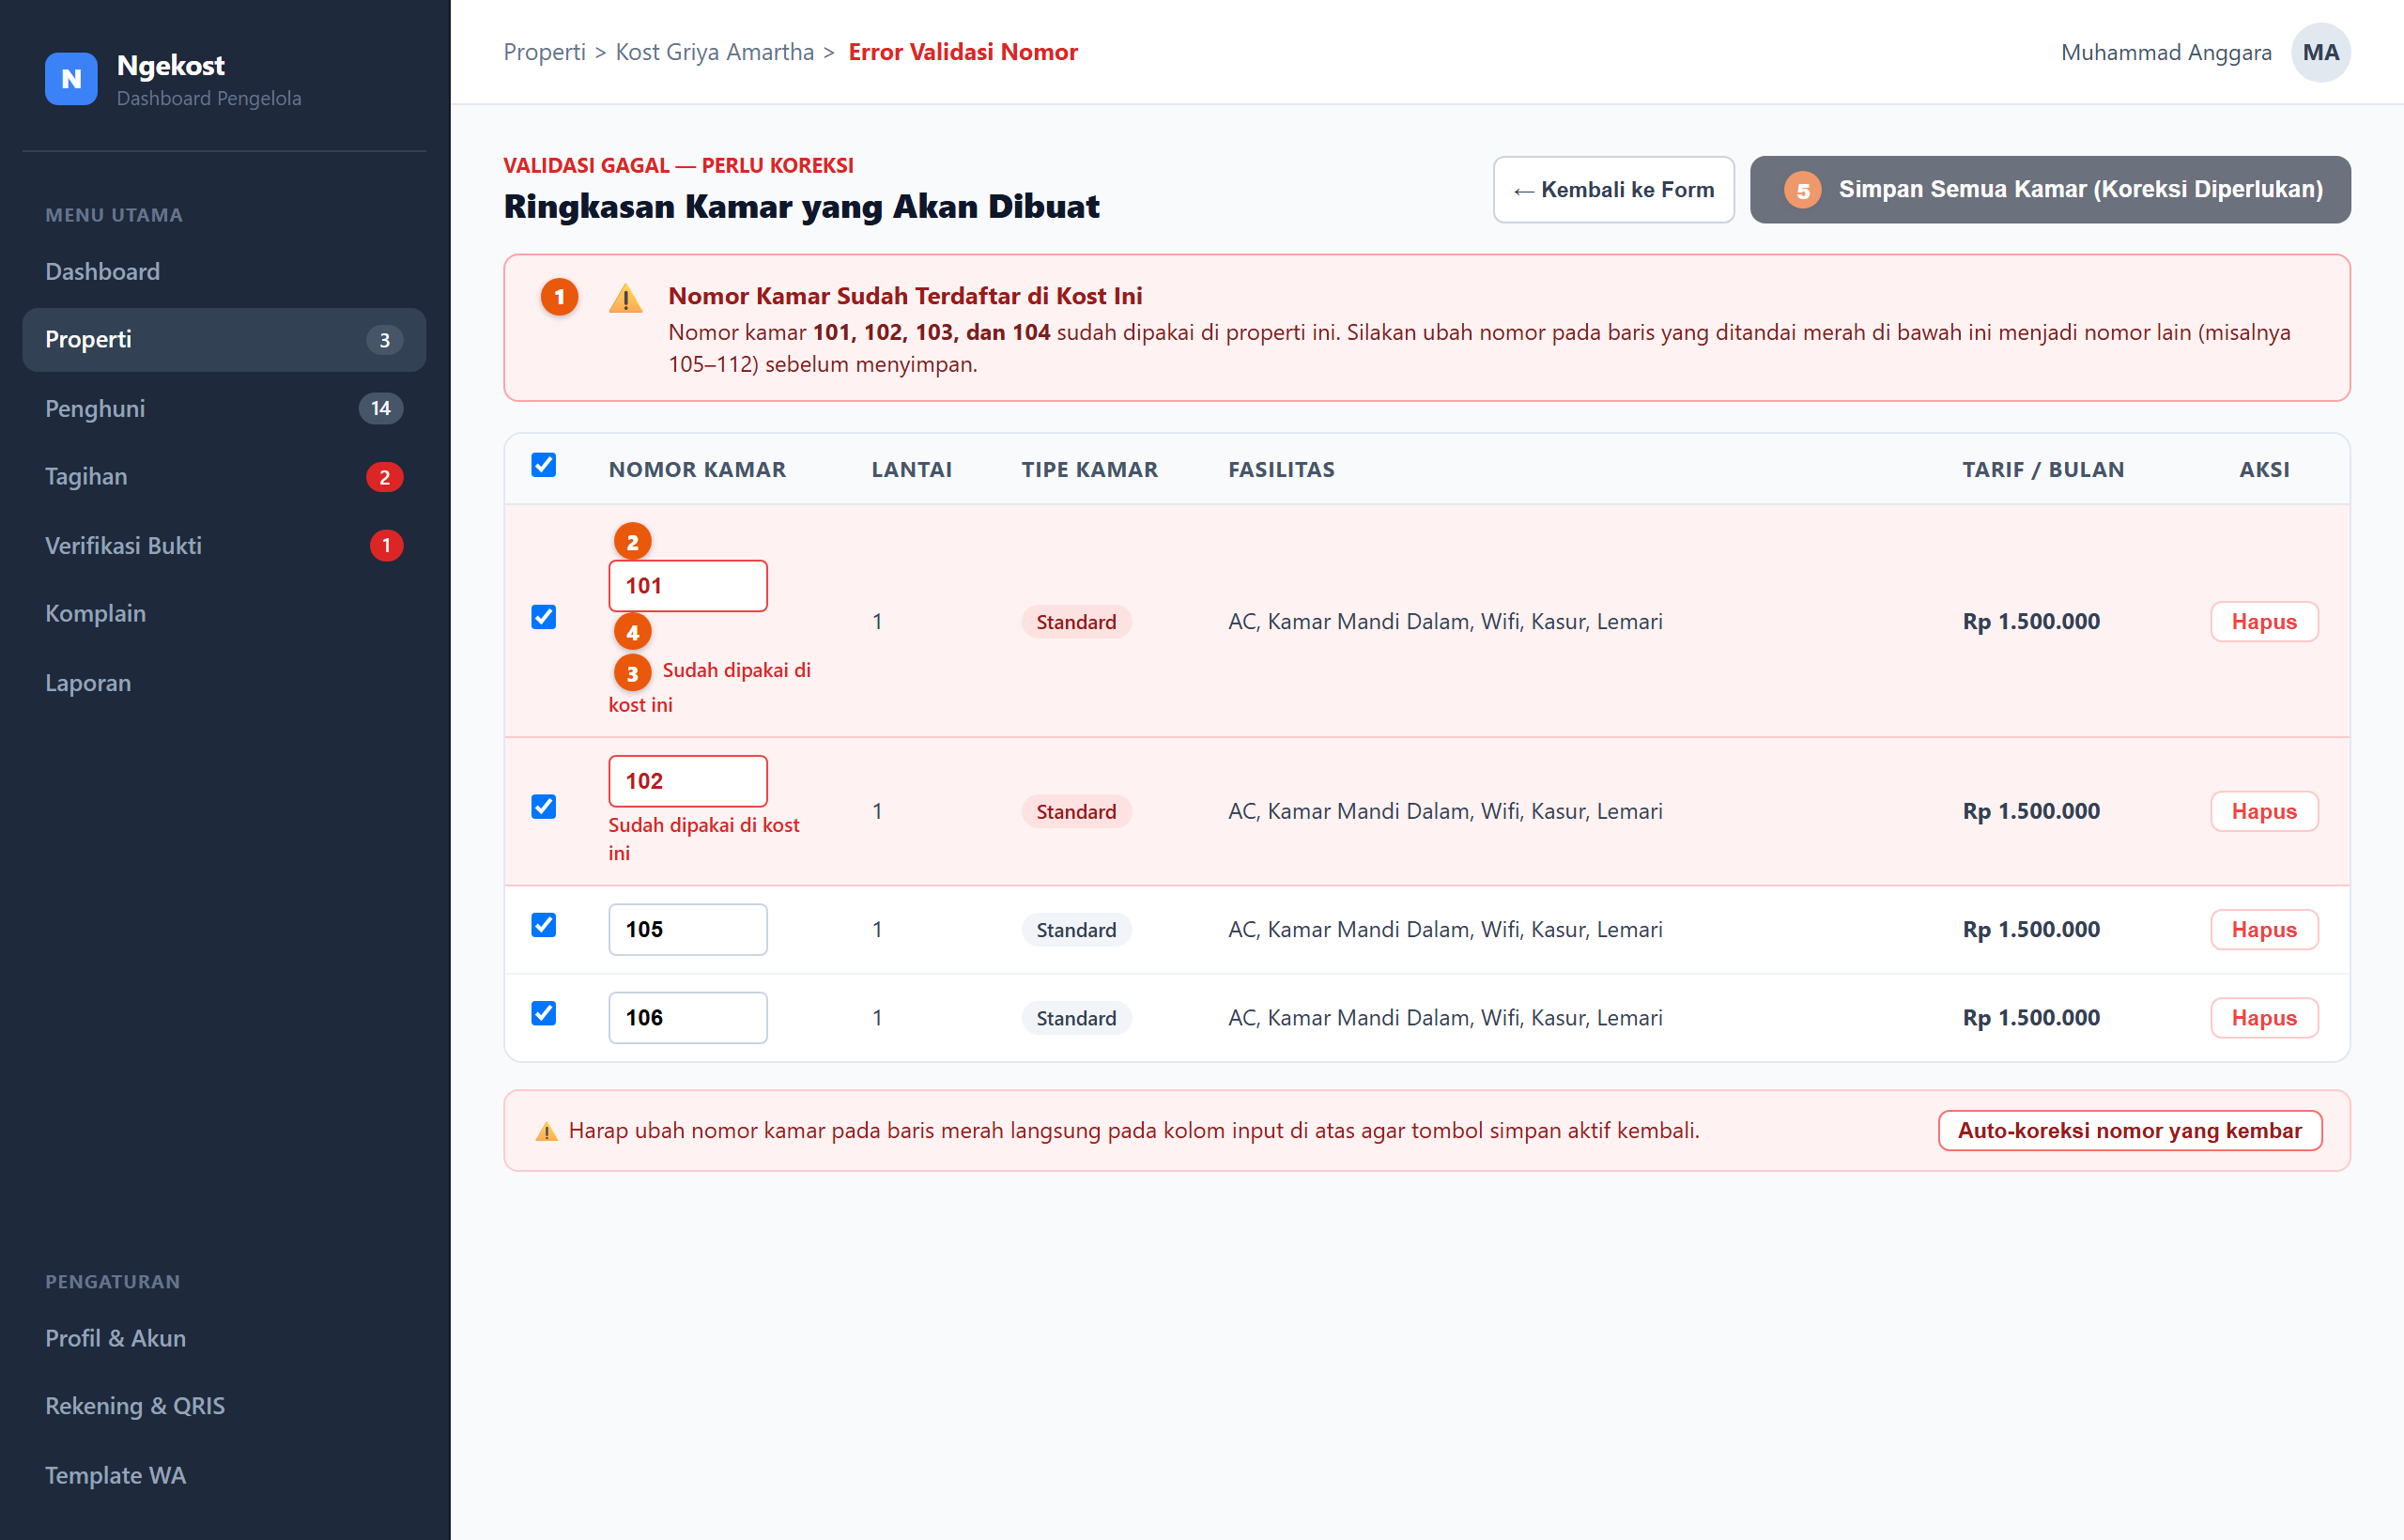 N
Ngekost
Dashboard Pengelola
MENU UTAMA
Dashboard
Properti 3
Penghuni 14
Tagihan 2
Verifikasi Bukti 1
Komplain
Laporan
PENGATURAN
Profil & Akun
Rekening & QRIS
Template WA
Properti > Kost Griya Amartha > Error Validasi Nomor
Muhammad Anggara MA
VALIDASI GAGAL — PERLU KOREKSI
Ringkasan Kamar yang Akan Dibuat
← Kembali ke Form
5 Simpan Semua Kamar (Koreksi Diperlukan)
1 ⚠️ Nomor Kamar Sudah Terdaftar di Kost Ini
Nomor kamar 101, 102, 103, dan 104 sudah dipakai di properti ini. Silakan ubah nomor pada baris yang ditandai merah di bawah ini menjadi nomor lain (misalnya
105–112) sebelum menyimpan.
NOMOR KAMAR LANTAI TIPE KAMAR FASILITAS TARIF / BULAN AKSI
2
101
4
3 Sudah dipakai di
kost ini
1 Standard AC, Kamar Mandi Dalam, Wifi, Kasur, Lemari Rp 1.500.000 Hapus
102
Sudah dipakai di kost
ini
1 Standard AC, Kamar Mandi Dalam, Wifi, Kasur, Lemari Rp 1.500.000 Hapus
105 1 Standard AC, Kamar Mandi Dalam, Wifi, Kasur, Lemari Rp 1.500.000 Hapus
106 1 Standard AC, Kamar Mandi Dalam, Wifi, Kasur, Lemari Rp 1.500.000 Hapus
⚠️ Harap ubah nomor kamar pada baris merah langsung pada kolom input di atas agar tombol simpan aktif kembali.
Auto-koreksi nomor yang kembar